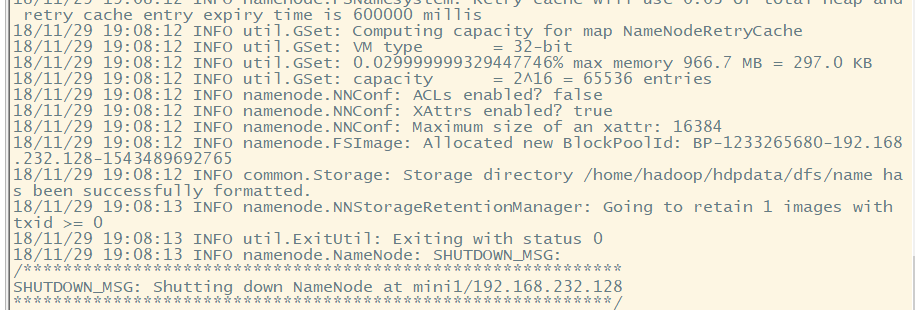 18/11/29 19:08:12 INFO namenode.FSNamesystem: Retry cache will use 0.03 of total heap and
 retry cache entry expiry time is 600000 millis
18/11/29 19:08:12 INFO util.GSet: Computing capacity for map NameNodeRetryCache
18/11/29 19:08:12 INFO util.GSet: VM type       = 32-bit
18/11/29 19:08:12 INFO util.GSet: 0.029999999329447746% max memory 966.7 MB = 297.0 KB
18/11/29 19:08:12 INFO util.GSet: capacity      = 2^16 = 65536 entries
18/11/29 19:08:12 INFO namenode.NNConf: ACLs enabled? false
18/11/29 19:08:12 INFO namenode.NNConf: XAttrs enabled? true
18/11/29 19:08:12 INFO namenode.NNConf: Maximum size of an xattr: 16384
18/11/29 19:08:12 INFO namenode.FSImage: Allocated new BlockPoolId: BP-1233265680-192.168
.232.128-1543489692765
18/11/29 19:08:12 INFO common.Storage: Storage directory /home/hadoop/hdpdata/dfs/name ha
s been successfully formatted.
18/11/29 19:08:13 INFO namenode.NNStorageRetentionManager: Going to retain 1 images with
txid >= 0
18/11/29 19:08:13 INFO util.ExitUtil: Exiting with status 0
18/11/29 19:08:13 INFO namenode.NameNode: SHUTDOWN_MSG:
/************************************************************
SHUTDOWN_MSG: Shutting down NameNode at mini1/192.168.232.128
************************************************************/